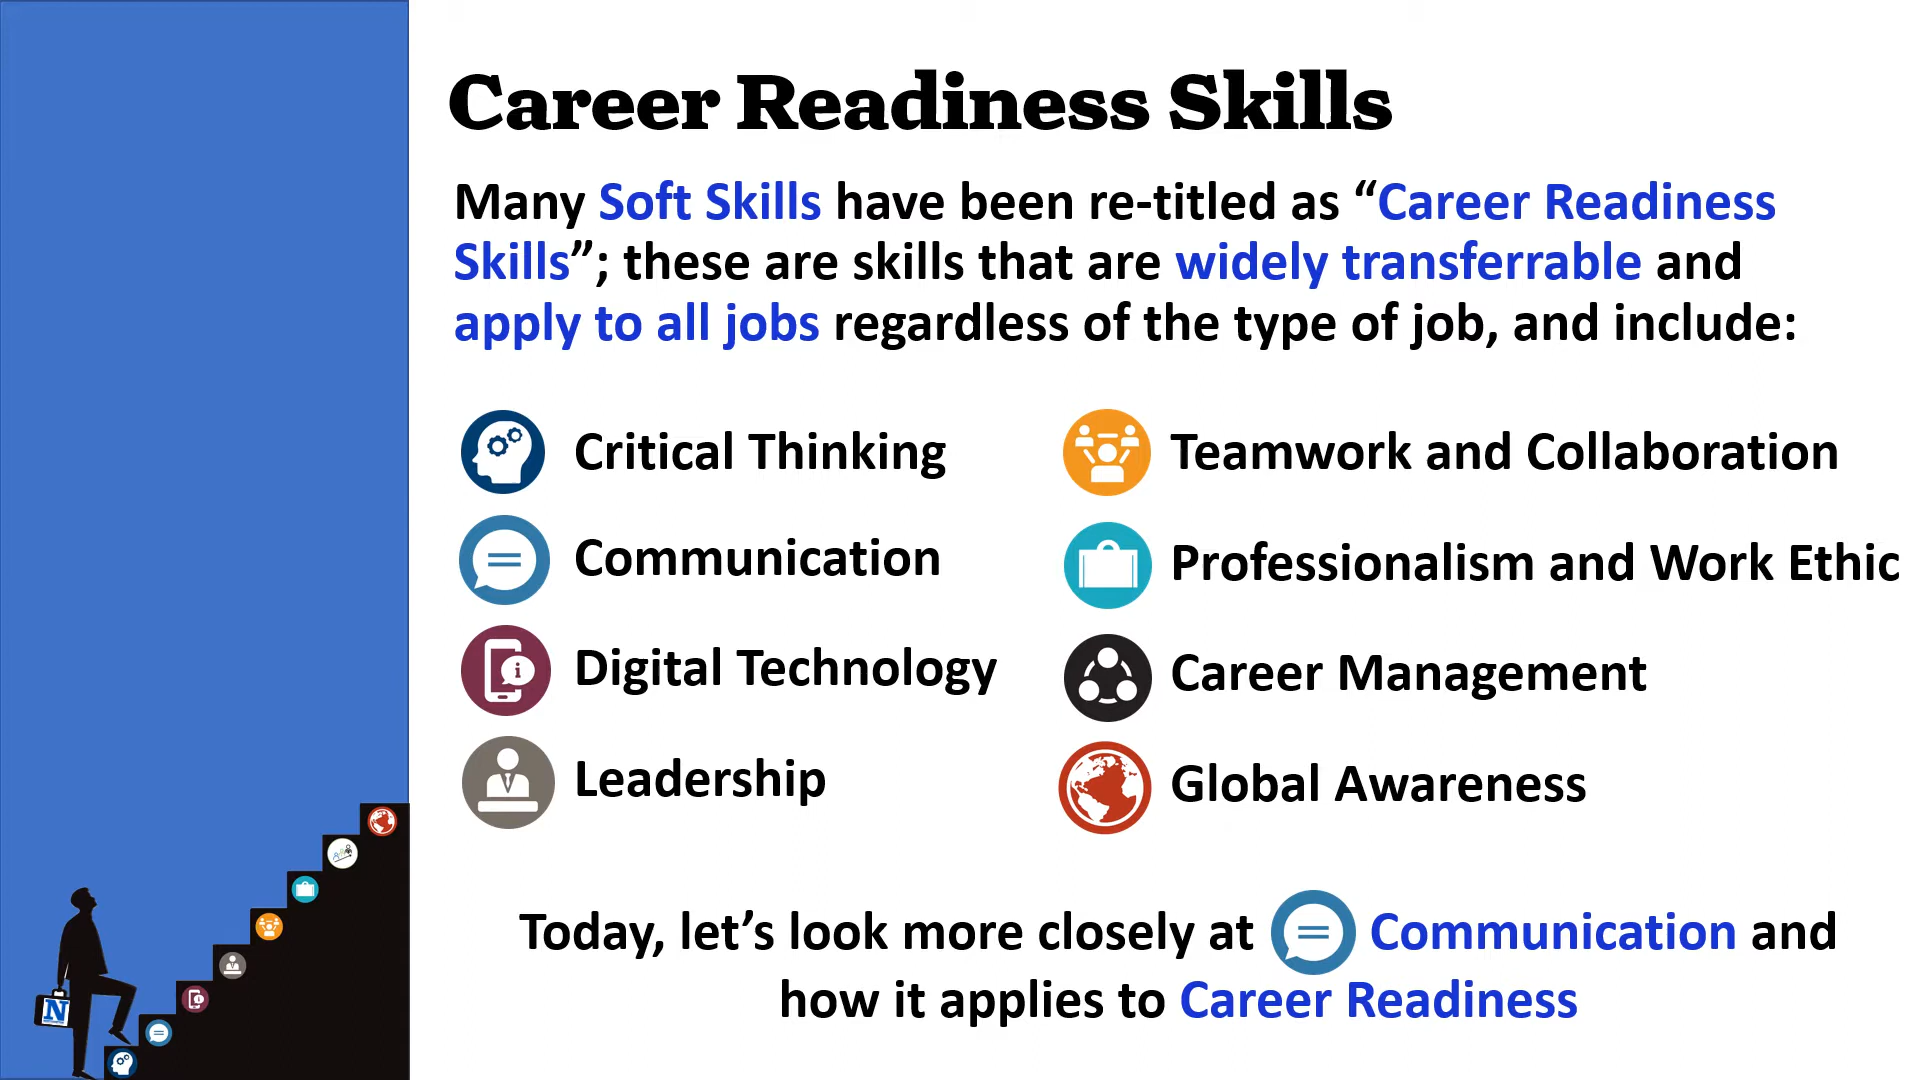 Career Readiness Skills
Many Soft Skills have been re-titled as “Career Readiness
Skills”; these are skills that are widely transferrable and
apply to all jobs regardless of the type of job, and include:
Critical Thinking
Communication
Digital Technology
Leadership
Teamwork and Collaboration
Professionalism and Work Ethic
Career Management
Global Awareness
Today, let’s look more closely at Communication and
how it applies to Career Readiness
N